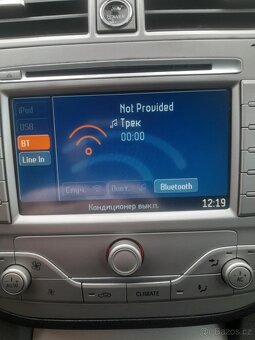 POWER
iPod
USB
BT
Line In
Not Provided
Трек
00:00
Случ.
Повт.
Bluetooth
Кондиционер выкл.
12:19
CLIMATE
A/C
Bazos.cz